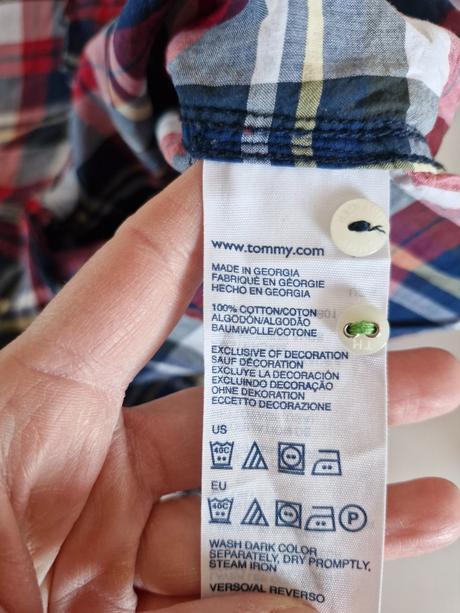 www.tommy.com
MADE IN GEORGIA
FABRIQUÉ EN GÉORGIE
HECHO EN GEORGIA
100% COTTON/COTON
ALGODÓN/ALGODÃO
BAUMWOLLE/COTONE
TH
EXCLUSIVE OF DECORATION
SAUF DÉCORATION
EXCLUYE LA DECORACIÓN
EXCLUINDO DECORAÇÃO
OHNE DEKORATION
ECCETTO DECORAZIONE
US
40C
EU
40C
P
WASH DARK COLOR
SEPARATELY, DRY PROMPTLY,
STEAM IRON
VERSO/AL REVERSO